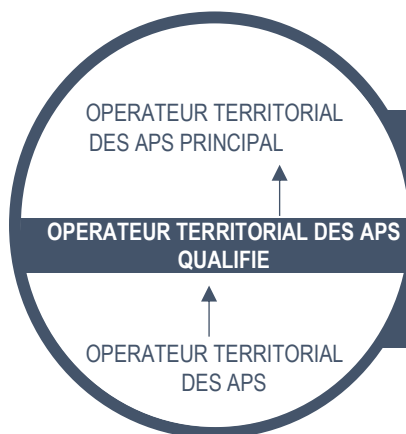 OPERATEUR TERRITORIAL
DES APS PRINCIPAL
OPERATEUR TERRITORIAL DES APS
QUALIFIE
OPERATEUR TERRITORIAL
DES APS